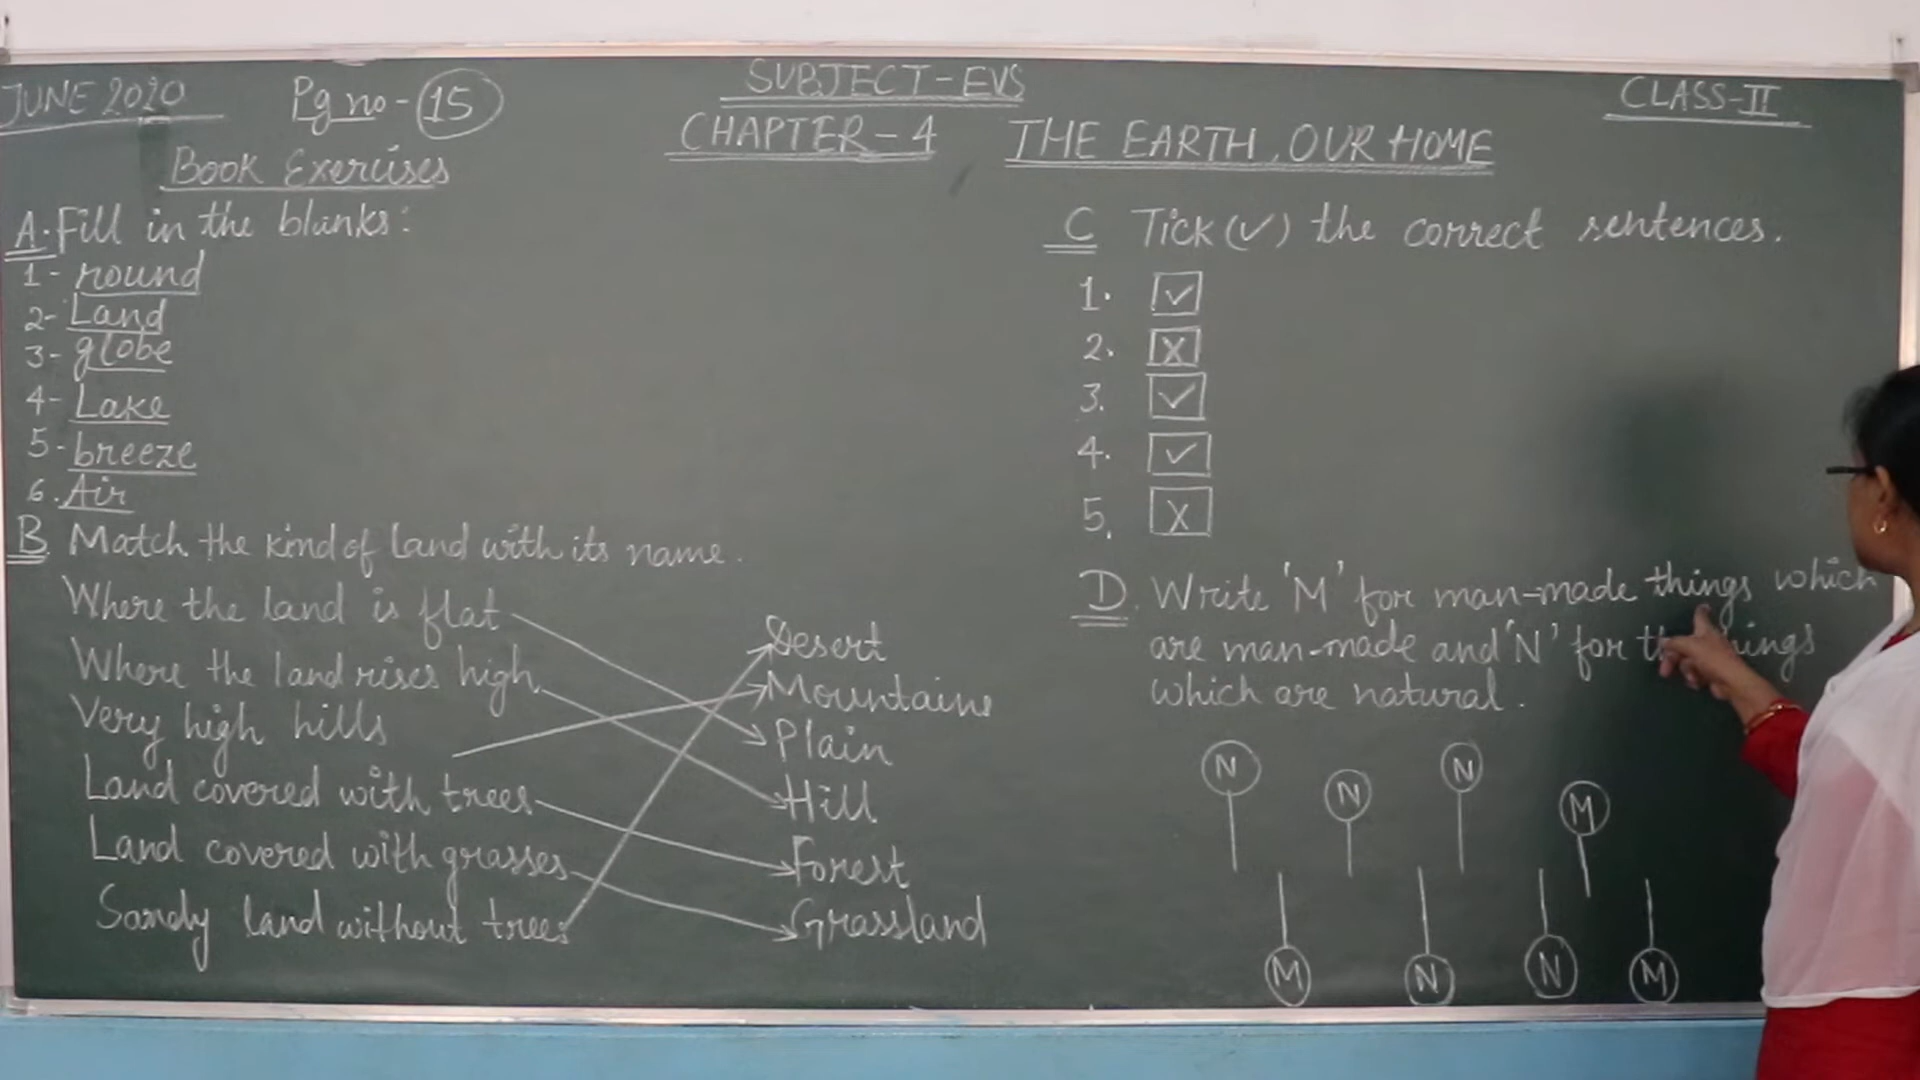 JUNE 2020
Pg no - 15
SUBJECT-EVS
CLASS-II
CHAPTER-4 THE EARTH, OUR HOME
Book Exercises
A. Fill in the blanks:
1- round
2- Land
3- globe
4- Lake
5- breeze
6. Air
B Match the kind of land with its name.
Where the land is flat
Where the land rises high
Very high hills
Land covered with trees
Land covered with grasses
Sandy land without trees
Desert
Mountains
Plain
Hill
Forest
Grassland
C Tick (✓) the correct sentences.
1. ✓
2. X
3. ✓
4. ✓
5. X
D. Write 'M' for man-made things which
are man-made and 'N' for things
which are natural.
N N N M
M N N M